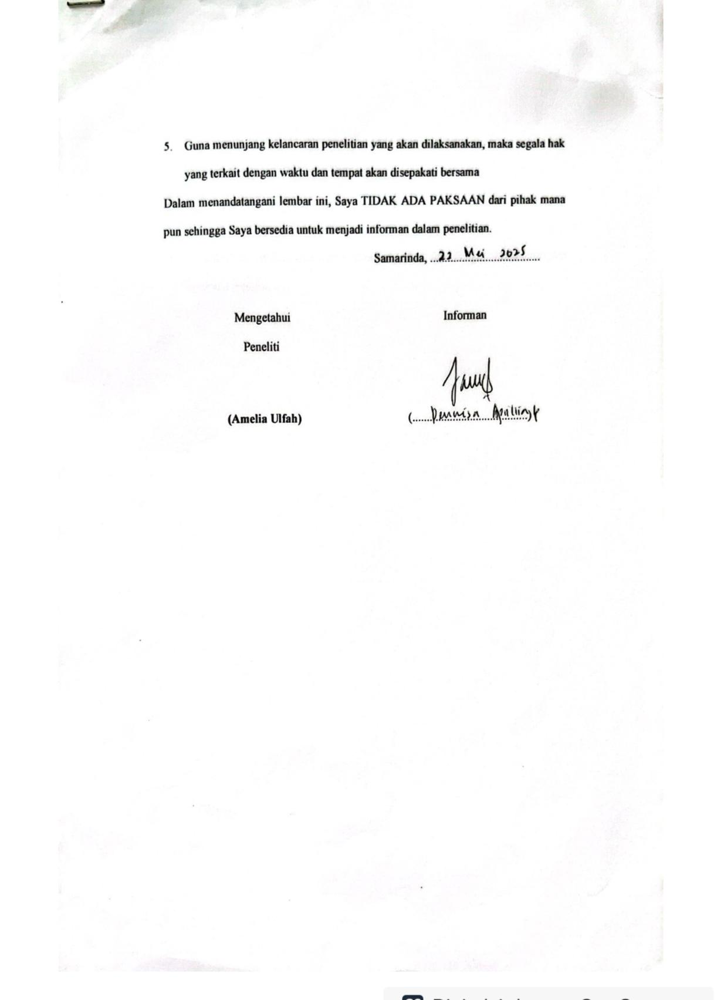 5. Guna menunjang kelancaran penelitian yang akan dilaksanakan, maka segala hak
yang terkait dengan waktu dan tempat akan disepakati bersama
Dalam menandatangani lembar ini, Saya TIDAK ADA PAKSAAN dari pihak mana
pun sehingga Saya bersedia untuk menjadi informan dalam penelitian.
Samarinda, ...22 Mei 2025
Mengetahui Informan
Peneliti
(Amelia Ulfah) (......Dennisa